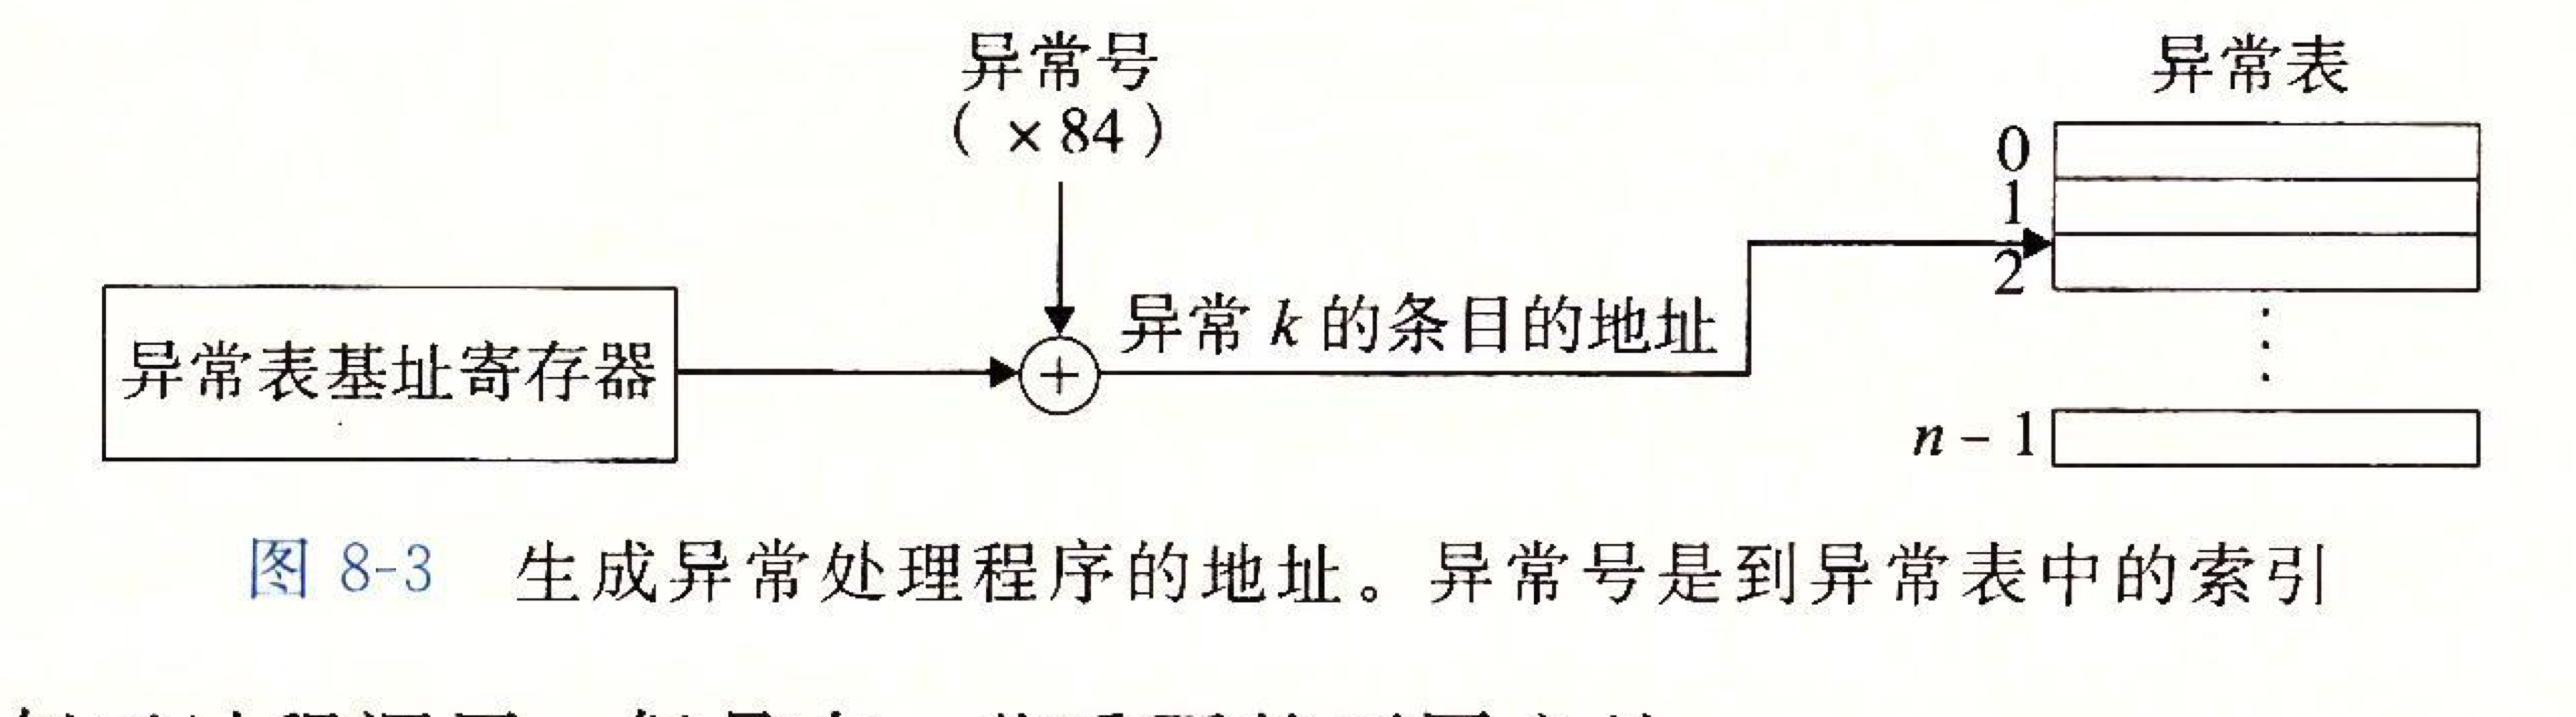 异常号
( ×84 )
异常表
0
1
2
异常 k 的条目的地址
异常表基址寄存器
n – 1
图 8-3 生成异常处理程序的地址。异常号是到异常表中的索引